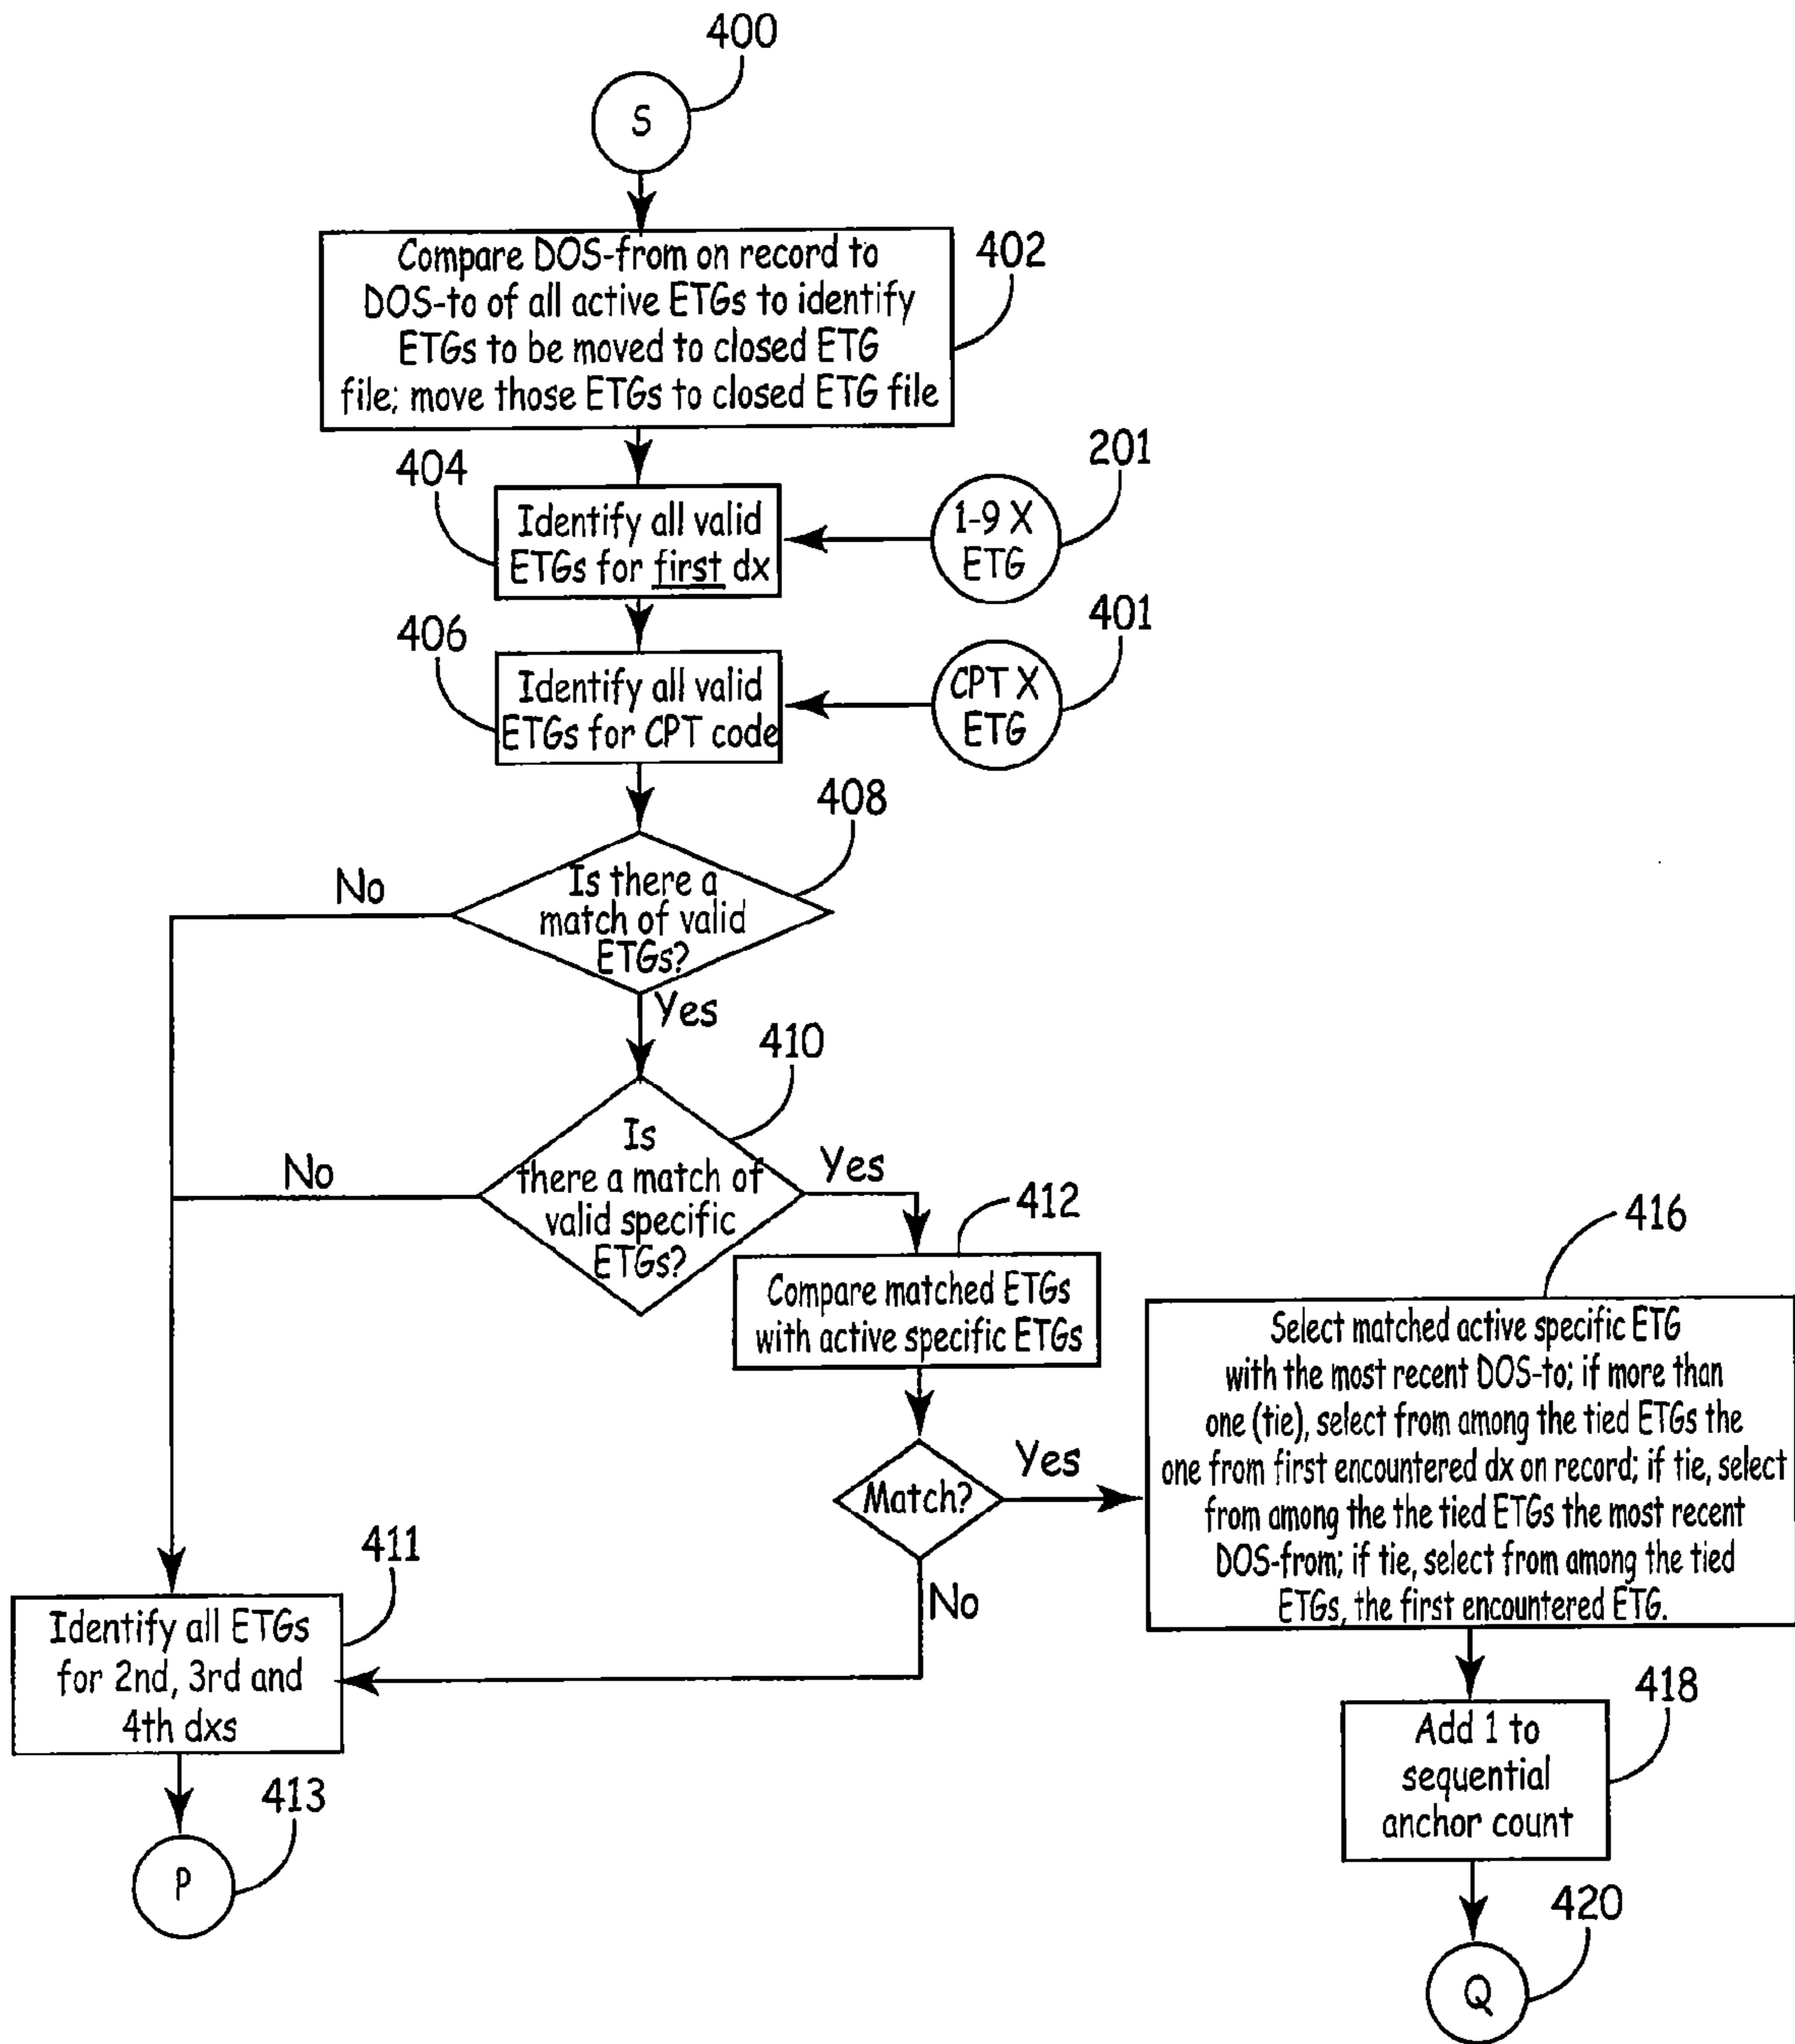 400
S
Compare DOS-from on record to
DOS-to of all active ETGs to identify
ETGs to be moved to closed ETG
file; move those ETGs to closed ETG file
402
404
Identify all valid
ETGs for first dx
1-9 X
ETG
201
406
Identify all valid
ETGs for CPT code
CPT X
ETG
401
408
Is there a
match of valid
ETGs?
No
Yes
410
Is
there a match of
valid specific
ETGs?
No
Yes
412
Compare matched ETGs
with active specific ETGs
416
Select matched active specific ETG
with the most recent DOS-to; if more than
one (tie), select from among the tied ETGs the
one from first encountered dx on record; if tie, select
from among the the tied ETGs the most recent
DOS-from; if tie, select from among the tied
ETGs, the first encountered ETG.
Match?
Yes
No
411
Identify all ETGs
for 2nd, 3rd and
4th dxs
418
Add 1 to
sequential
anchor count
413
P
420
Q